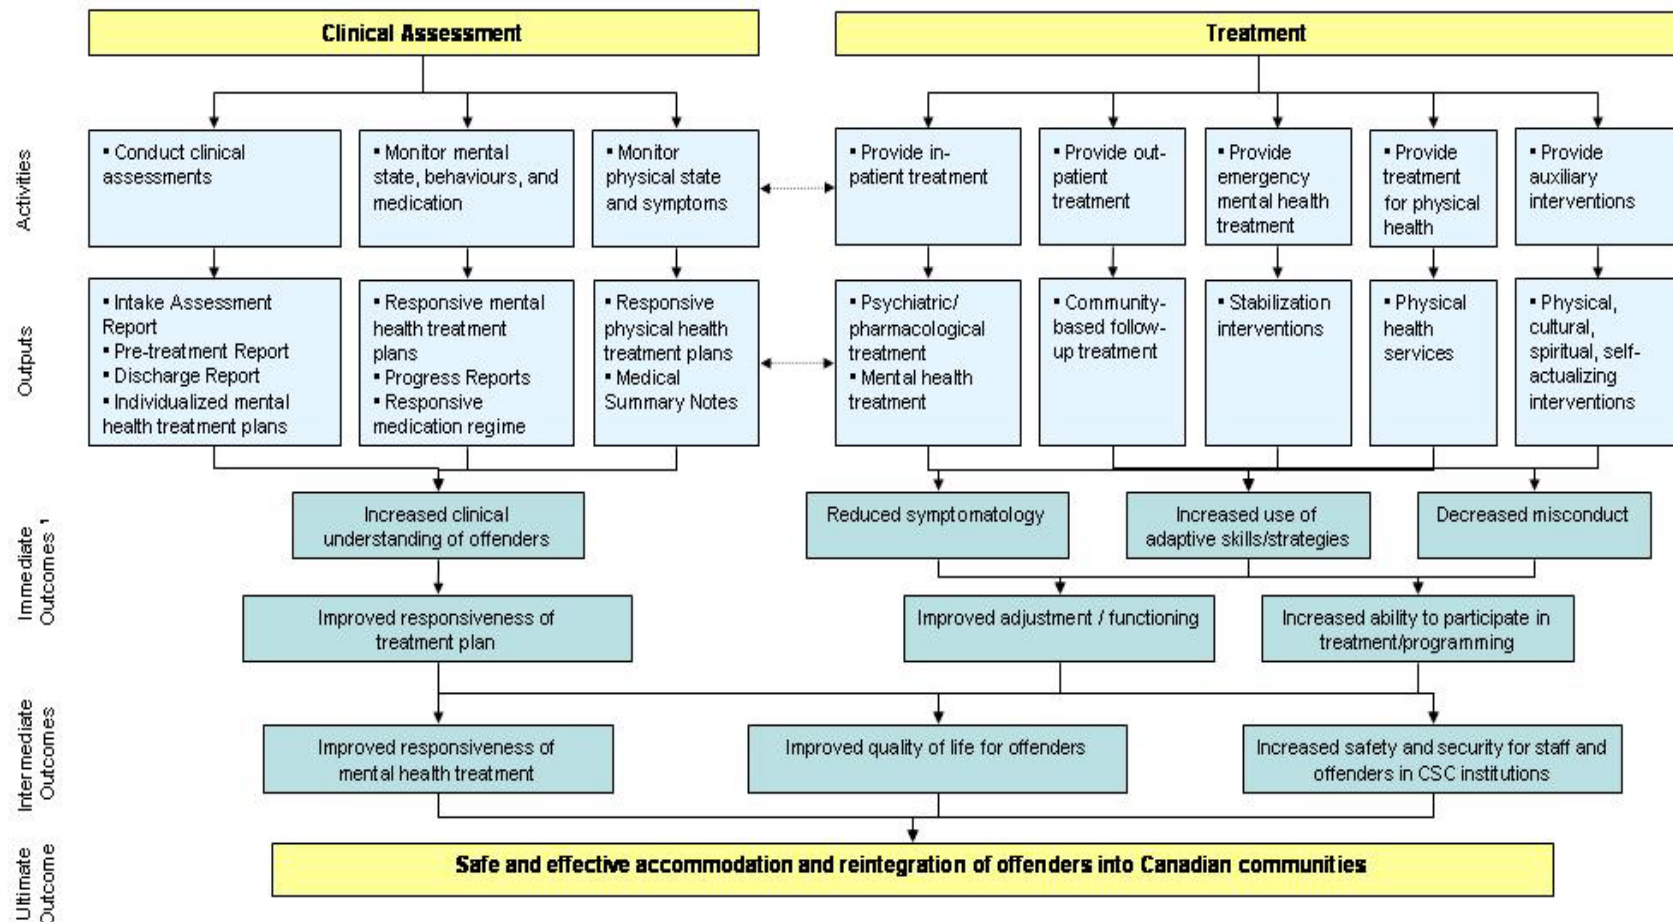 Clinical Assessment
Treatment
Activities
▪ Conduct clinical
assessments
▪ Monitor mental
state, behaviours, and
medication
▪ Monitor
physical state
and symptoms
▪ Provide in-
patient treatment
▪ Provide out-
patient
treatment
▪ Provide
emergency
mental health
treatment
▪ Provide
treatment
for physical
health
▪ Provide
auxiliary
interventions
Outputs
▪ Intake Assessment
Report
▪ Pre-treatment Report
▪ Discharge Report
▪ Individualized mental
health treatment plans
▪ Responsive mental
health treatment
plans
▪ Progress Reports
▪ Responsive
medication regime
▪ Responsive
physical health
treatment plans
▪ Medical
Summary Notes
▪ Psychiatric/
pharmacological
treatment
▪ Mental health
treatment
▪ Community-
based follow-
up treatment
▪ Stabilization
interventions
▪ Physical
health
services
▪ Physical,
cultural,
spiritual, self-
actualizing
interventions
Immediate
Outcomes 1
Increased clinical
understanding of offenders
Reduced symptomatology
Increased use of
adaptive skills/strategies
Decreased misconduct
Improved responsiveness of
treatment plan
Improved adjustment / functioning
Increased ability to participate in
treatment/programming
Intermediate
Outcomes
Improved responsiveness of
mental health treatment
Improved quality of life for offenders
Increased safety and security for staff and
offenders in CSC institutions
Ultimate
Outcome
Safe and effective accommodation and reintegration of offenders into Canadian communities